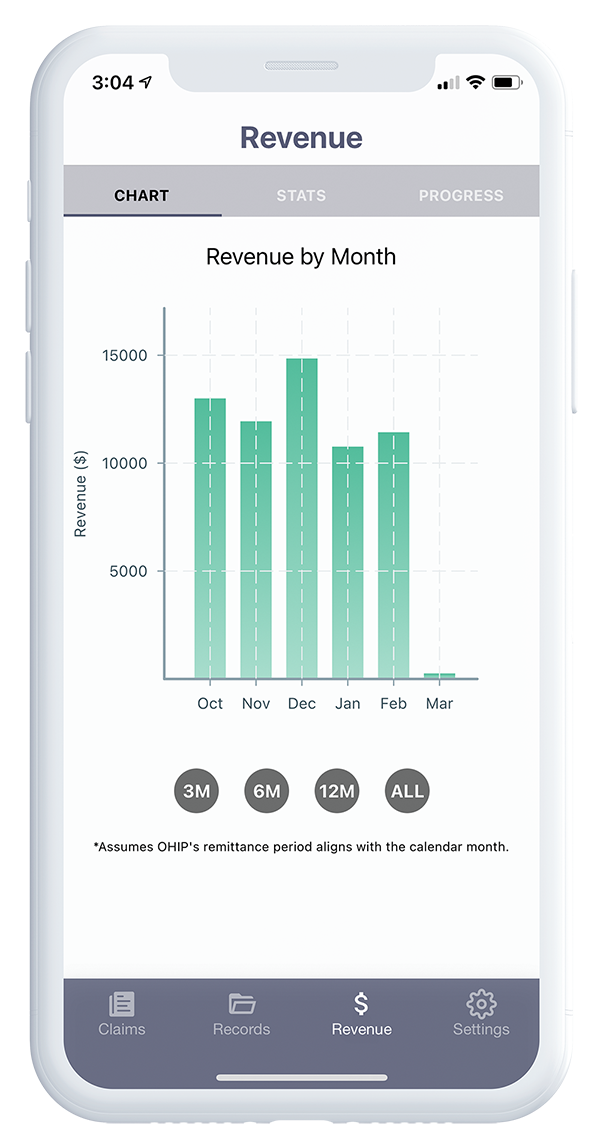 3:04
Revenue
CHART
STATS
PROGRESS
Revenue by Month
Revenue ($)
15000
10000
5000
Oct Nov Dec Jan Feb Mar
3M 6M 12M ALL
*Assumes OHIP's remittance period aligns with the calendar month.
Claims
Records
$
Revenue
Settings